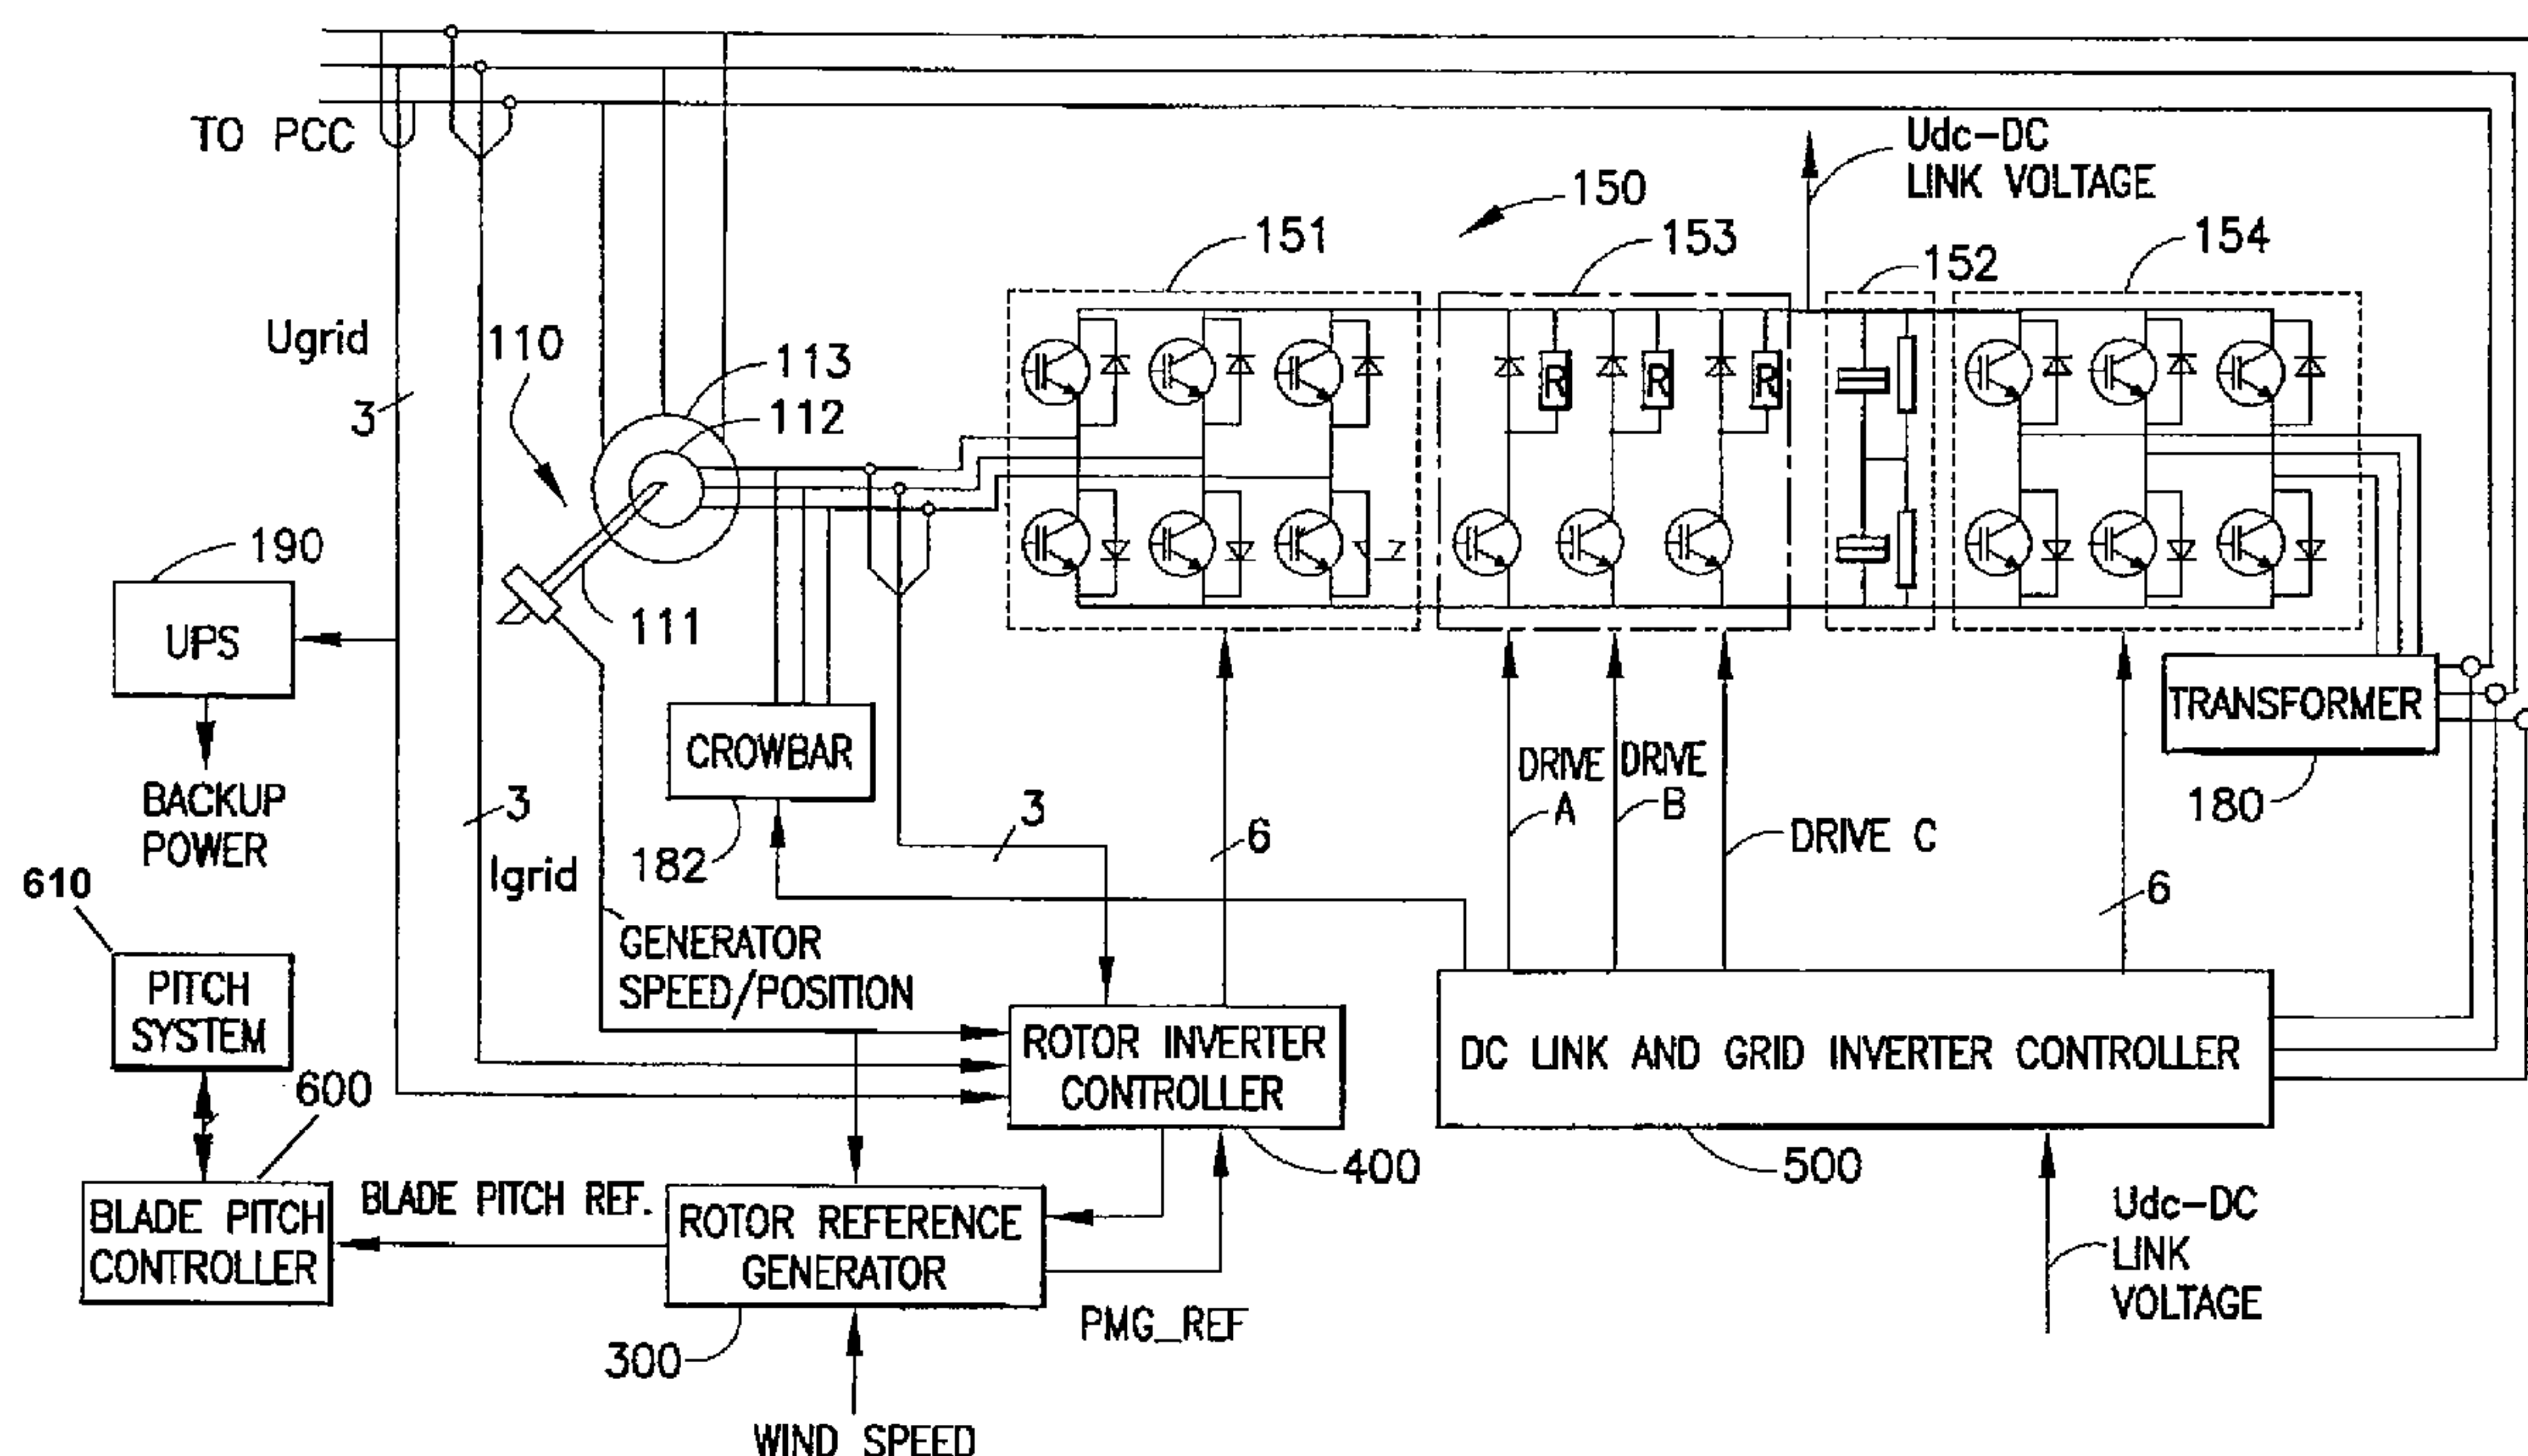 TO PCC
Udc-DC
LINK VOLTAGE
150
151
153
152
154
Ugrid
110
113
3
112
R
R
R
190
UPS
111
CROWBAR
TRANSFORMER
BACKUP
POWER
3
182
3
6
DRIVE
A
DRIVE
B
DRIVE C
180
610
Igrid
6
GENERATOR
SPEED/POSITION
PITCH
SYSTEM
ROTOR INVERTER
CONTROLLER
DC LINK AND GRID INVERTER CONTROLLER
600
400
500
BLADE PITCH
CONTROLLER
BLADE PITCH REF.
ROTOR REFERENCE
GENERATOR
Udc-DC
LINK
VOLTAGE
PMG_REF
300
WIND SPEED